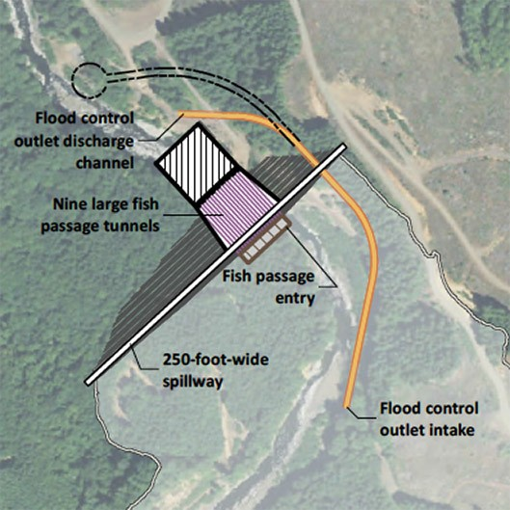 Flood control
outlet discharge
channel
Nine large fish
passage tunnels
Fish passage
entry
250-foot-wide
spillway
Flood control
outlet intake